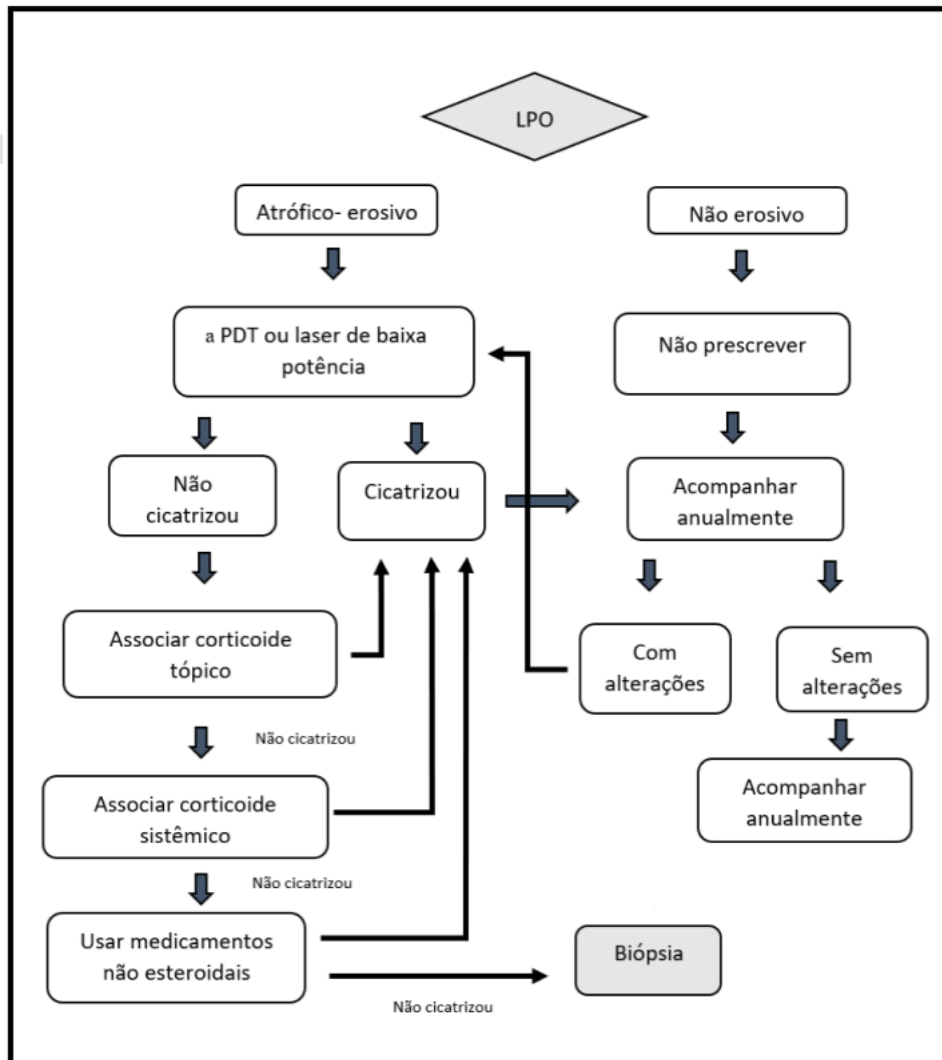 LPO
Atrófico- erosivo
Não erosivo
a PDT ou laser de baixa
potência
Não prescrever
Não
cicatrizou
Cicatrizou
Acompanhar
anualmente
Associar corticoide
tópico
Com
alterações
Sem
alterações
Não cicatrizou
Associar corticoide
sistêmico
Acompanhar
anualmente
Não cicatrizou
Usar medicamentos
não esteroidais
Biópsia
Não cicatrizou